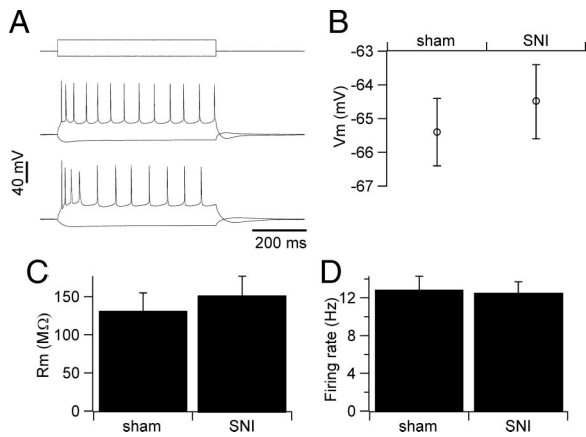 A
40 mV
200 ms
B
sham SNI
-63
-64
-65
-66
-67
Vm (mV)
C
150
100
50
0
Rm (MΩ)
sham SNI
D
12
8
4
0
Firing rate (Hz)
sham SNI